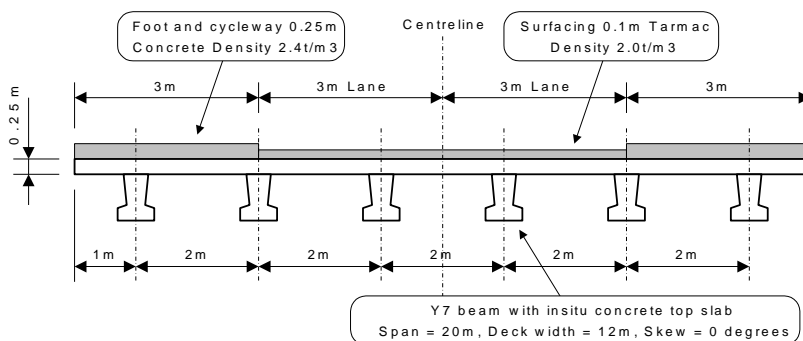 Foot and cycleway 0.25m
Concrete Density 2.4t/m3
Centreline
Surfacing 0.1m Tarmac
Density 2.0t/m3
3m
3m Lane
3m Lane
3m
0.25m
1m
2m
2m
2m
2m
2m
Y7 beam with insitu concrete top slab
Span = 20m, Deck width = 12m, Skew = 0 degrees